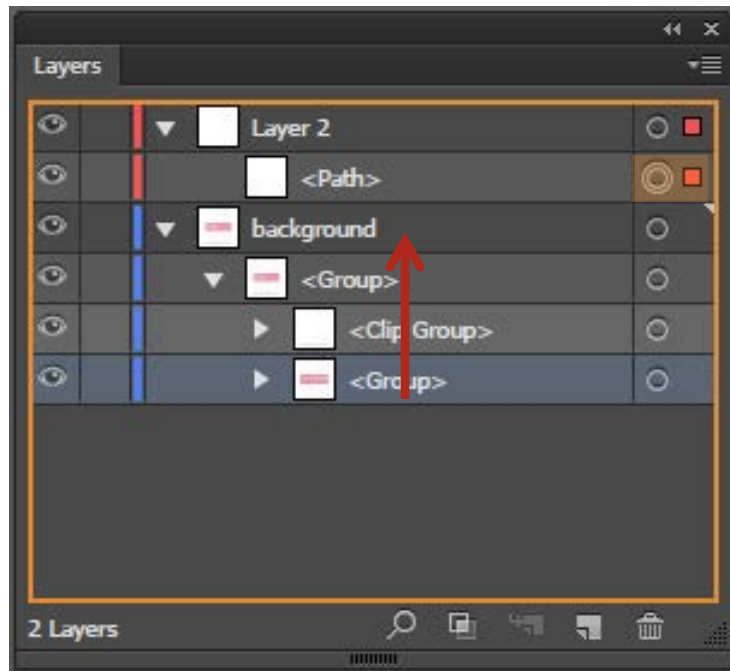 Layers
Layer 2
<Path>
background
<Group>
<Clip Group>
<Group>
2 Layers